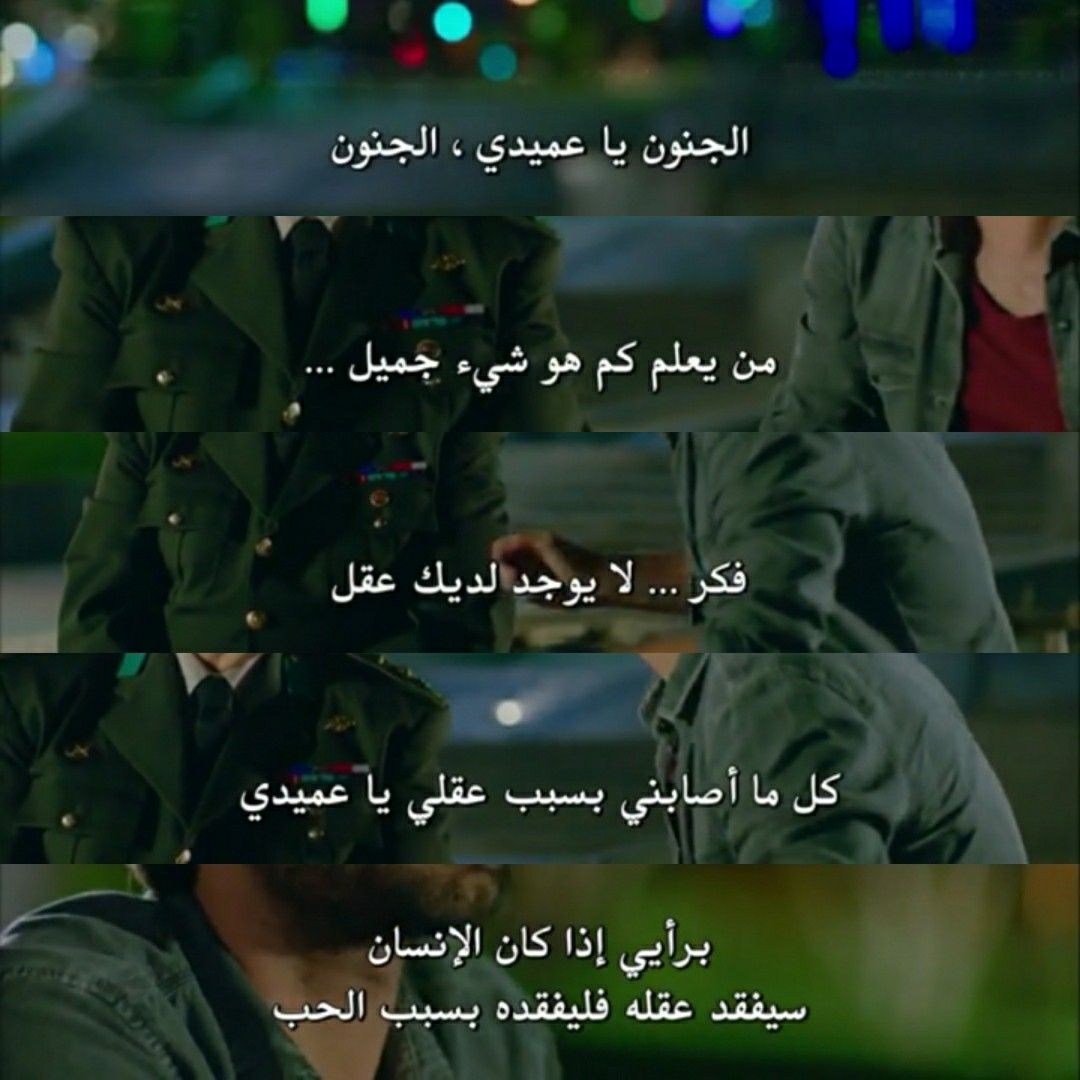 الجنون يا عميدي ، الجنون
من يعلم كم هو شيء جميل ...
فكر ... لا يوجد لديك عقل
كل ما أصابني بسبب عقلي يا عميدي
برأيي إذا كان الإنسان
سيفقد عقله فليفقده بسبب الحب